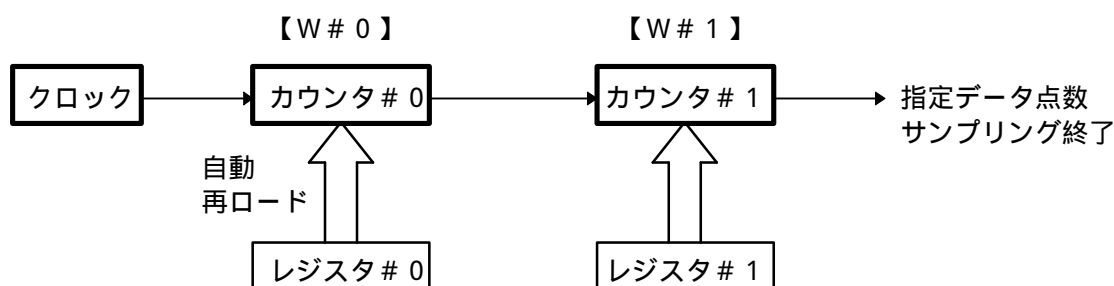 【W＃０】
【W＃１】
クロック
カウンタ＃０
カウンタ＃１
指定データ点数
サンプリング終了
自動
再ロード
レジスタ＃０
レジスタ＃１